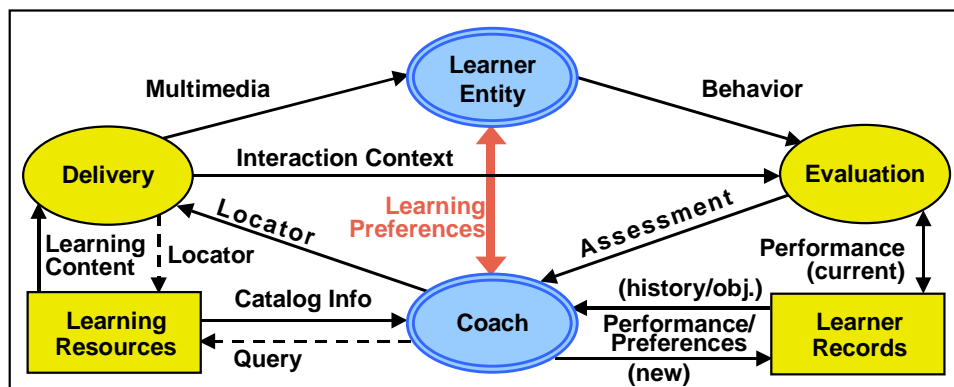 Learner
Entity
Multimedia
Behavior
Interaction Context
Delivery
Evaluation
Learning
Preferences
Locator
Assessment
Learning
Content
Locator
Performance
(current)
Catalog Info
(history/obj.)
Learning
Resources
Coach
Performance/
Preferences
Learner
Records
Query
(new)